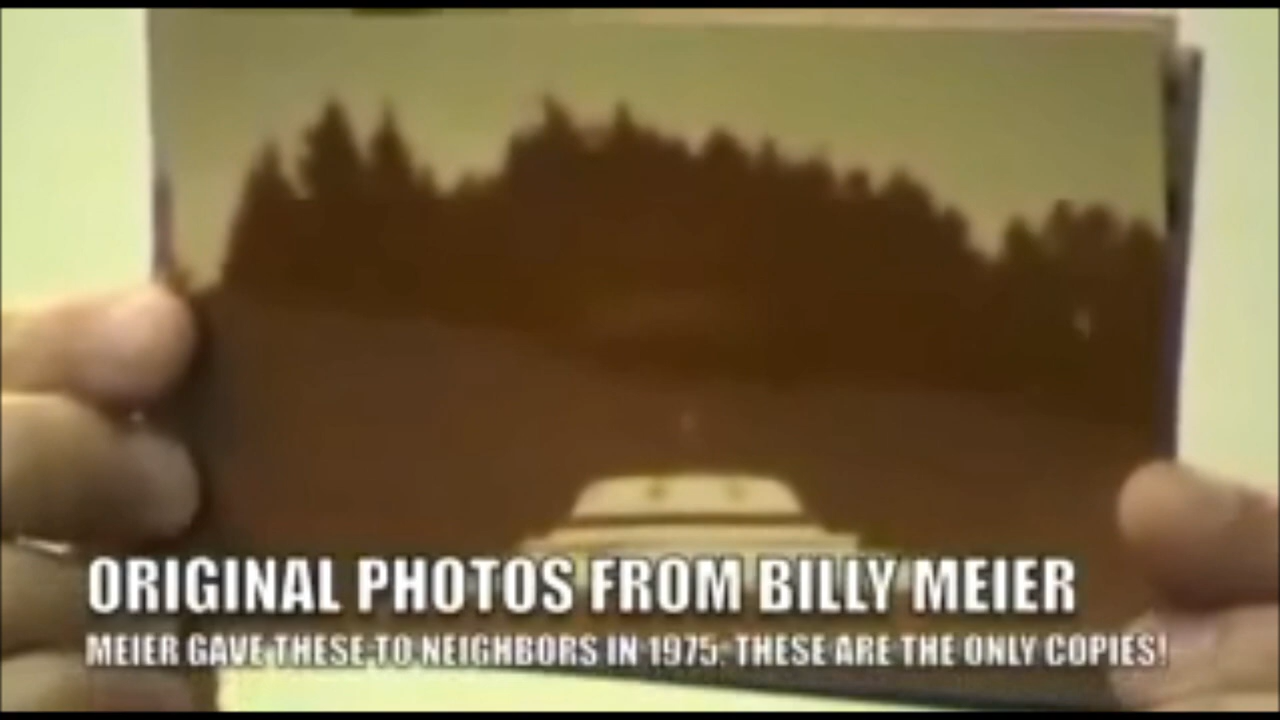 ORIGINAL PHOTOS FROM BILLY MEIER
MEIER GAVE THESE TO NEIGHBORS IN 1975. THESE ARE THE ONLY COPIES!